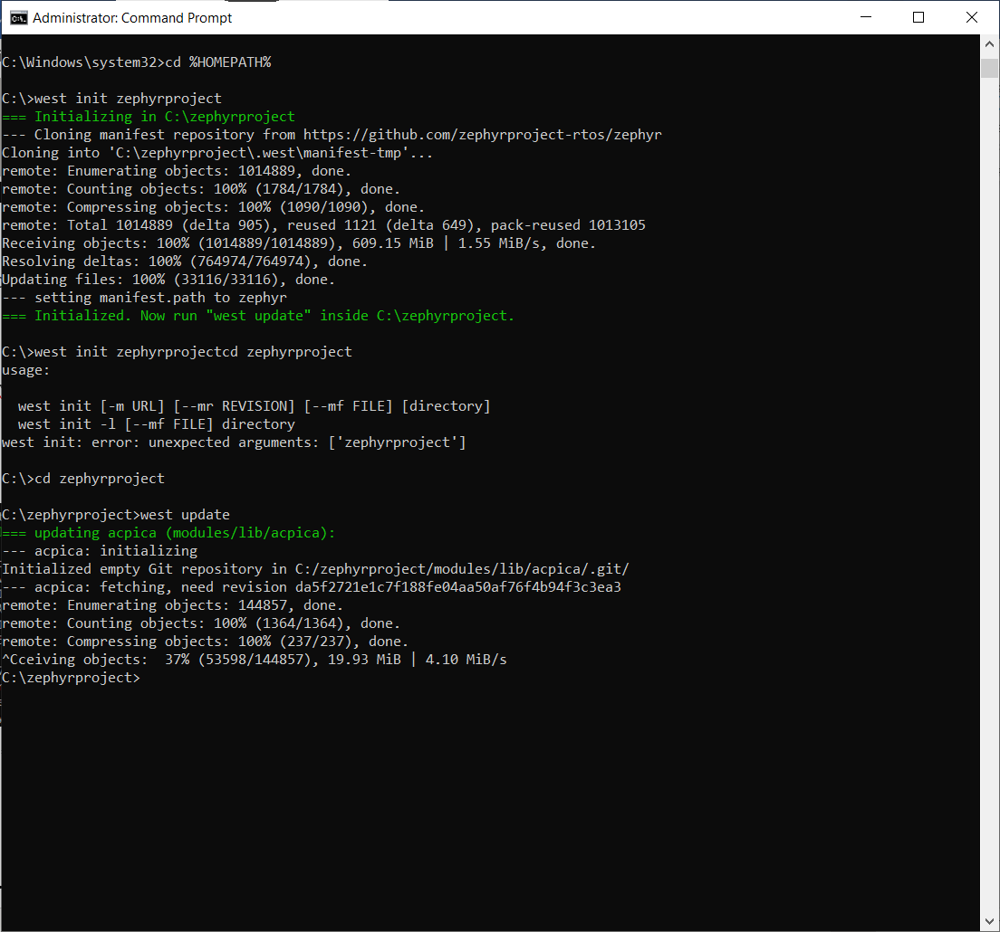 Administrator: Command Prompt
C:\Windows\system32>cd %HOMEPATH%
C:\>west init zephyrproject
=== Initializing in C:\zephyrproject
--- Cloning manifest repository from https://github.com/zephyrproject-rtos/zephyr
Cloning into 'C:\zephyrproject\.west\manifest-tmp'...
remote: Enumerating objects: 1014889, done.
remote: Counting objects: 100% (1784/1784), done.
remote: Compressing objects: 100% (1090/1090), done.
remote: Total 1014889 (delta 905), reused 1121 (delta 649), pack-reused 1013105
Receiving objects: 100% (1014889/1014889), 609.15 MiB | 1.55 MiB/s, done.
Resolving deltas: 100% (764974/764974), done.
Updating files: 100% (33116/33116), done.
--- setting manifest.path to zephyr
=== Initialized. Now run "west update" inside C:\zephyrproject.
C:\>west init zephyrprojectcd zephyrproject
usage:
west init [-m URL] [--mr REVISION] [--mf FILE] [directory]
west init -l [--mf FILE] directory
west init: error: unexpected arguments: ['zephyrproject']
C:\>cd zephyrproject
C:\zephyrproject>west update
=== updating acpica (modules/lib/acpica):
--- acpica: initializing
Initialized empty Git repository in C:/zephyrproject/modules/lib/acpica/.git/
--- acpica: fetching, need revision da5f2721e1c7f188fe04aa50af76f4b94f3c3ea3
remote: Enumerating objects: 144857, done.
remote: Counting objects: 100% (1364/1364), done.
remote: Compressing objects: 100% (237/237), done.
^Cceiving objects:  37% (53598/144857), 19.93 MiB | 4.10 MiB/s
C:\zephyrproject>